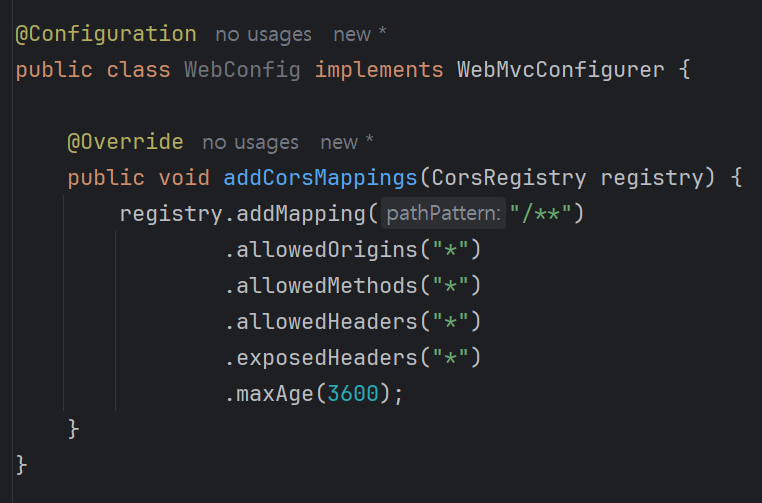 @Configuration no usages new *
public class WebConfig implements WebMvcConfigurer {
@Override no usages new *
public void addCorsMappings(CorsRegistry registry) {
registry.addMapping( pathPattern: "/**")
.allowedOrigins("*")
.allowedMethods("*")
.allowedHeaders("*")
.exposedHeaders("*")
.maxAge(3600);
}
}